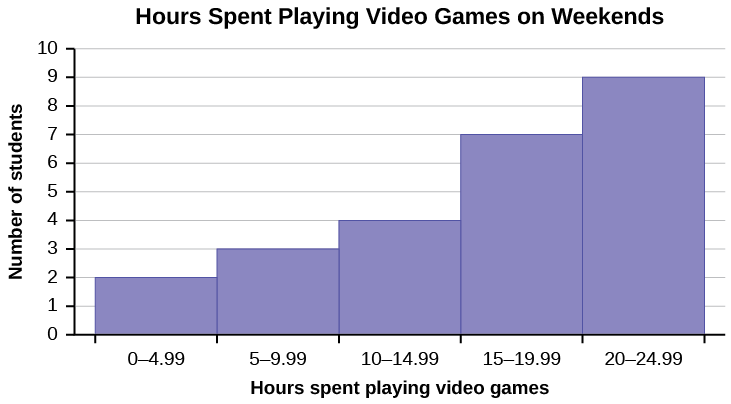 Hours Spent Playing Video Games on Weekends
10
9
8
7
6
5
4
3
2
1
0
Number of students
0–4.99 5–9.99 10–14.99 15–19.99 20–24.99
Hours spent playing video games